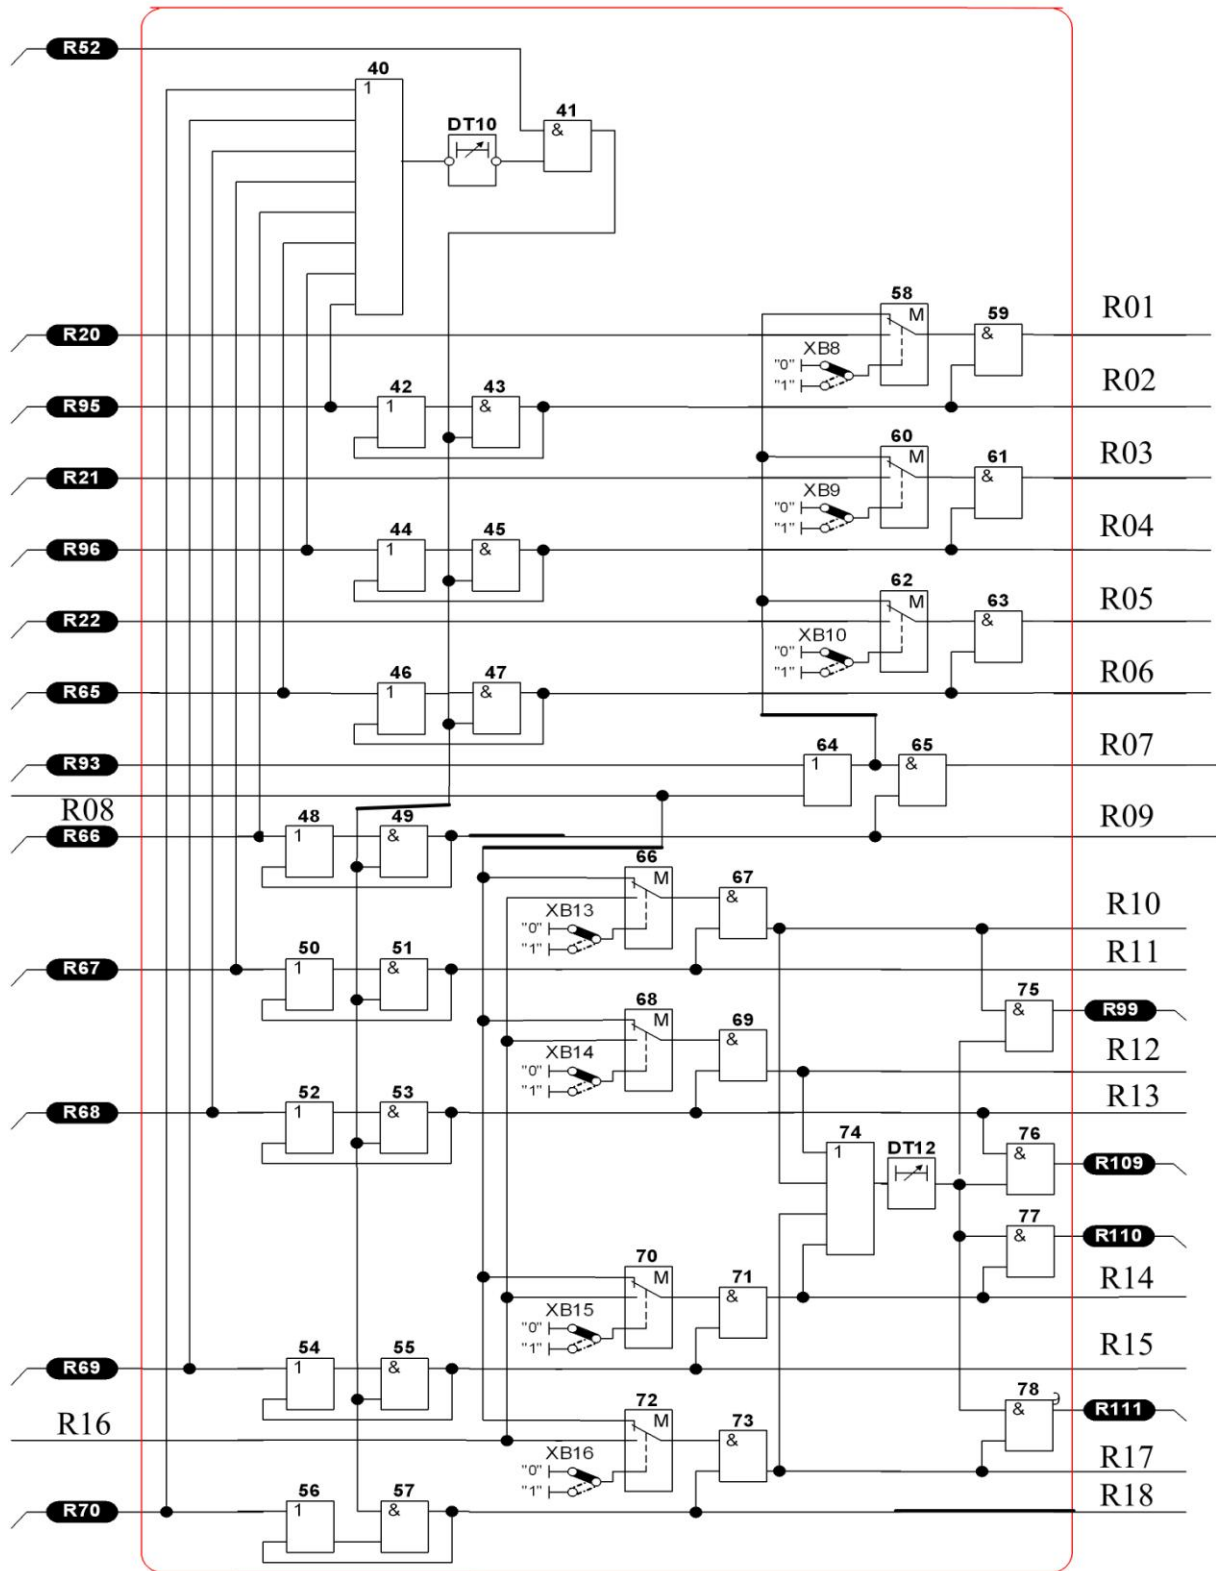 R52
40
1
41
&
DT10
58
M
59
&
R01
R20
XB8
"0"
"1"
R95
42
1
43
&
R02
60
M
61
&
R03
R21
XB9
"0"
"1"
R96
44
1
45
&
R04
62
M
63
&
R05
R22
XB10
"0"
"1"
R65
46
1
47
&
R06
R93
64
1
65
&
R07
R08
R66
48
1
49
&
R09
66
M
67
&
R10
XB13
"0"
"1"
R67
50
1
51
&
R11
68
M
69
&
75
&
R99
XB14
"0"
"1"
R12
R68
52
1
53
&
R13
74
1
DT12
76
&
R109
77
&
R110
70
M
71
&
R14
XB15
"0"
"1"
R69
54
1
55
&
R15
72
M
73
&
78
&
R111
R16
XB16
"0"
"1"
R17
R70
56
1
57
&
R18